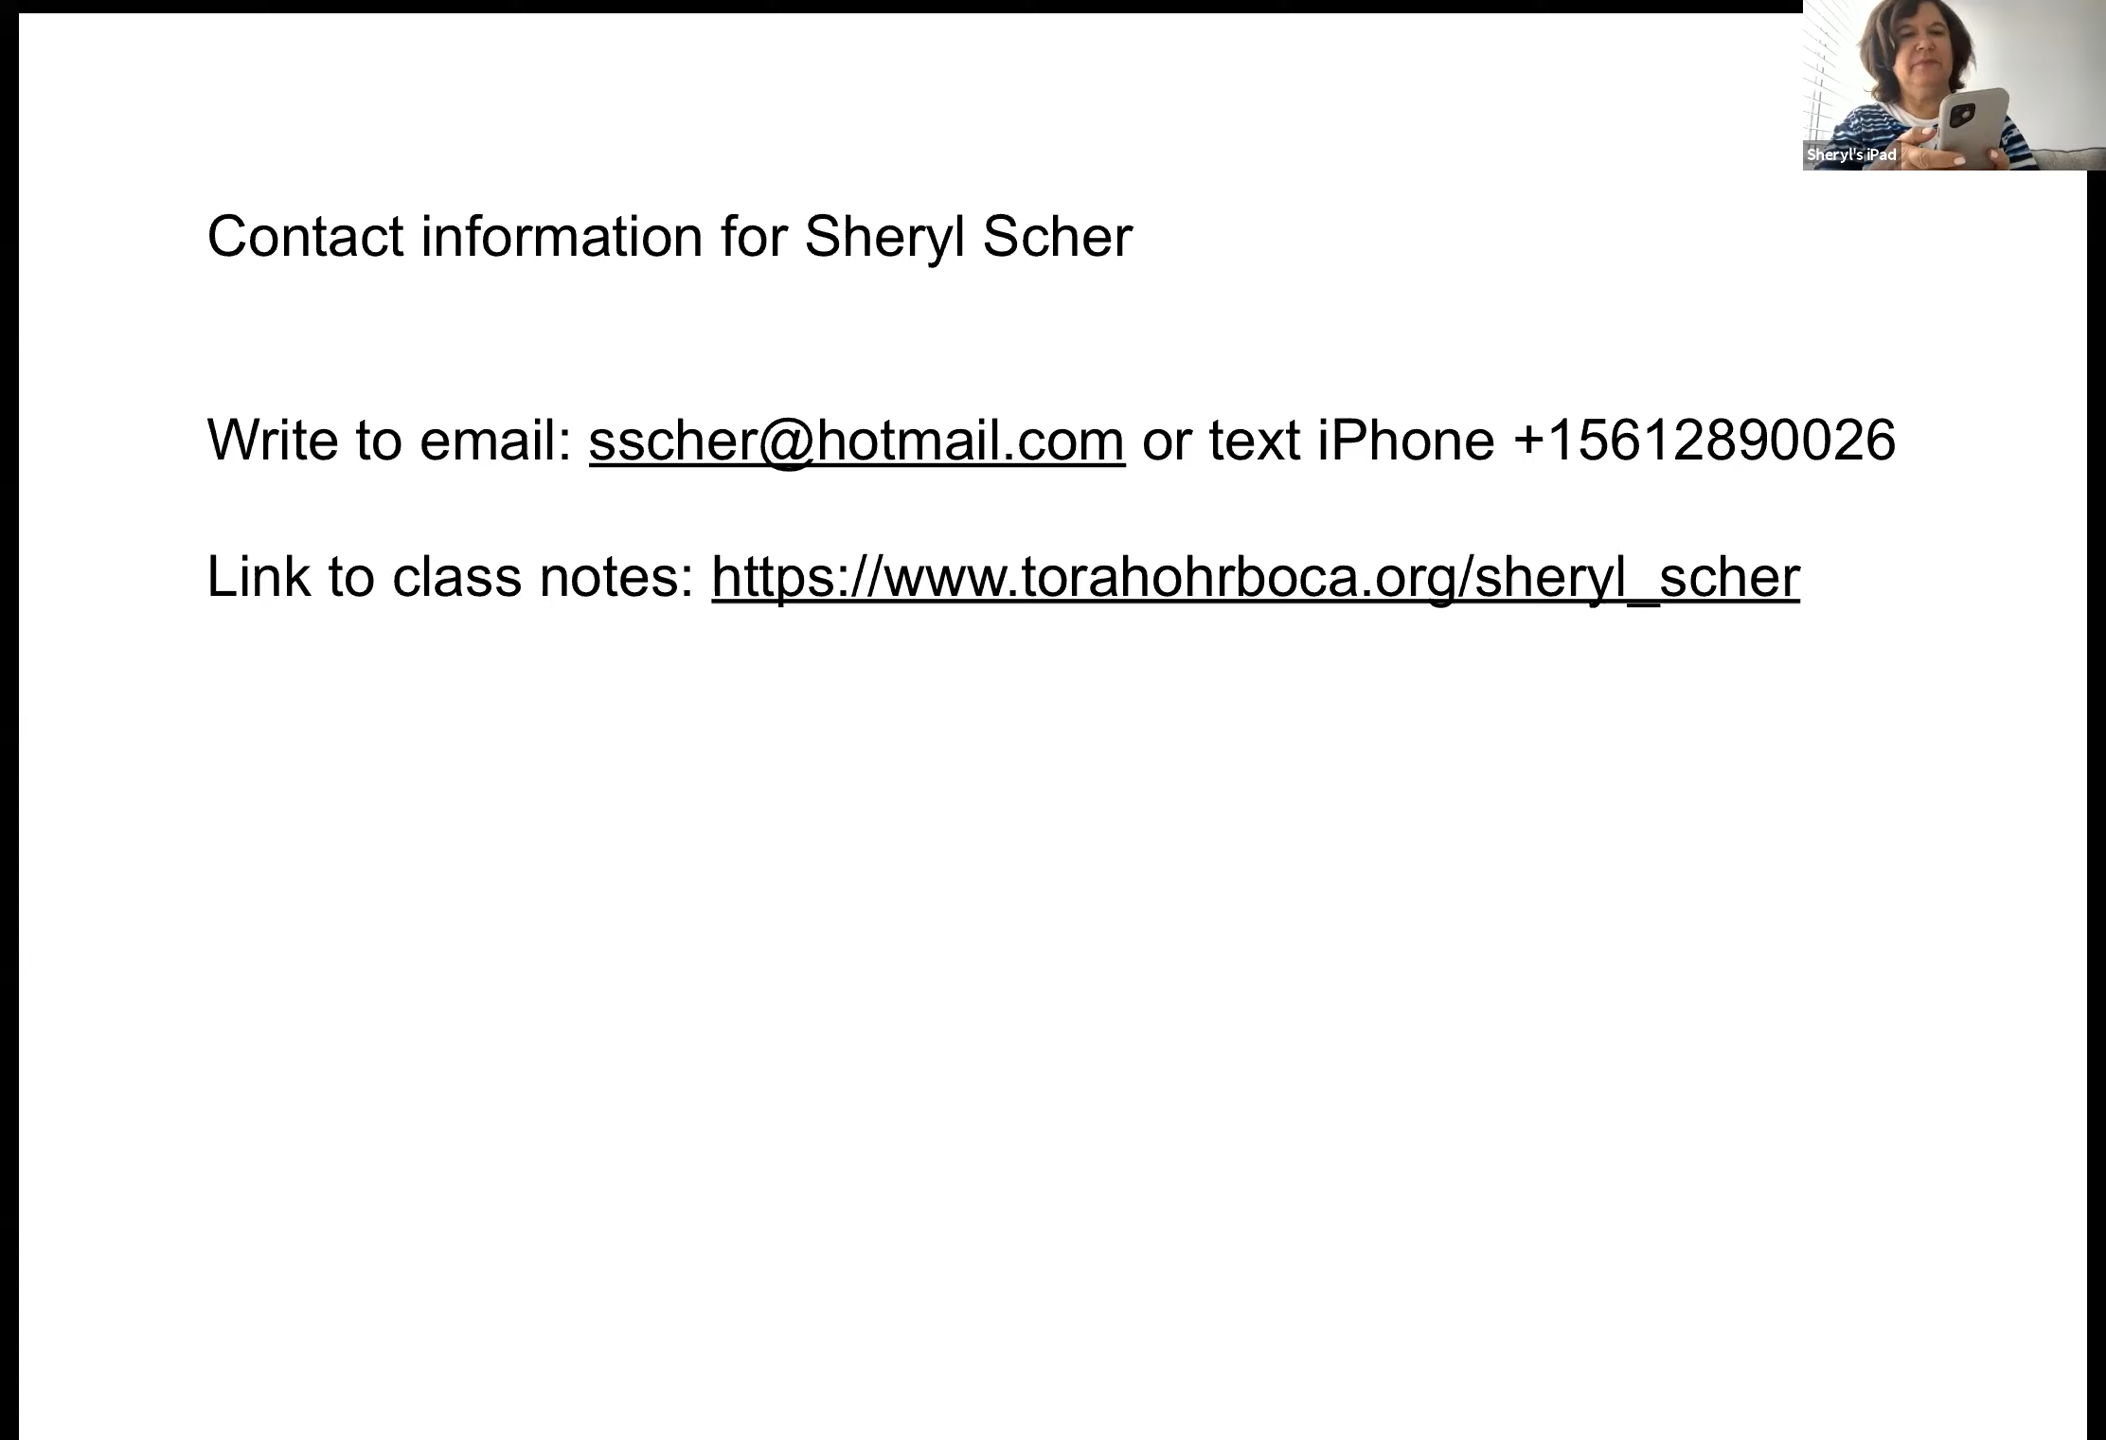 Sheryl's iPad
Contact information for Sheryl Scher
Write to email: sscher@hotmail.com or text iPhone +15612890026
Link to class notes: https://www.torahohrboca.org/sheryl_scher